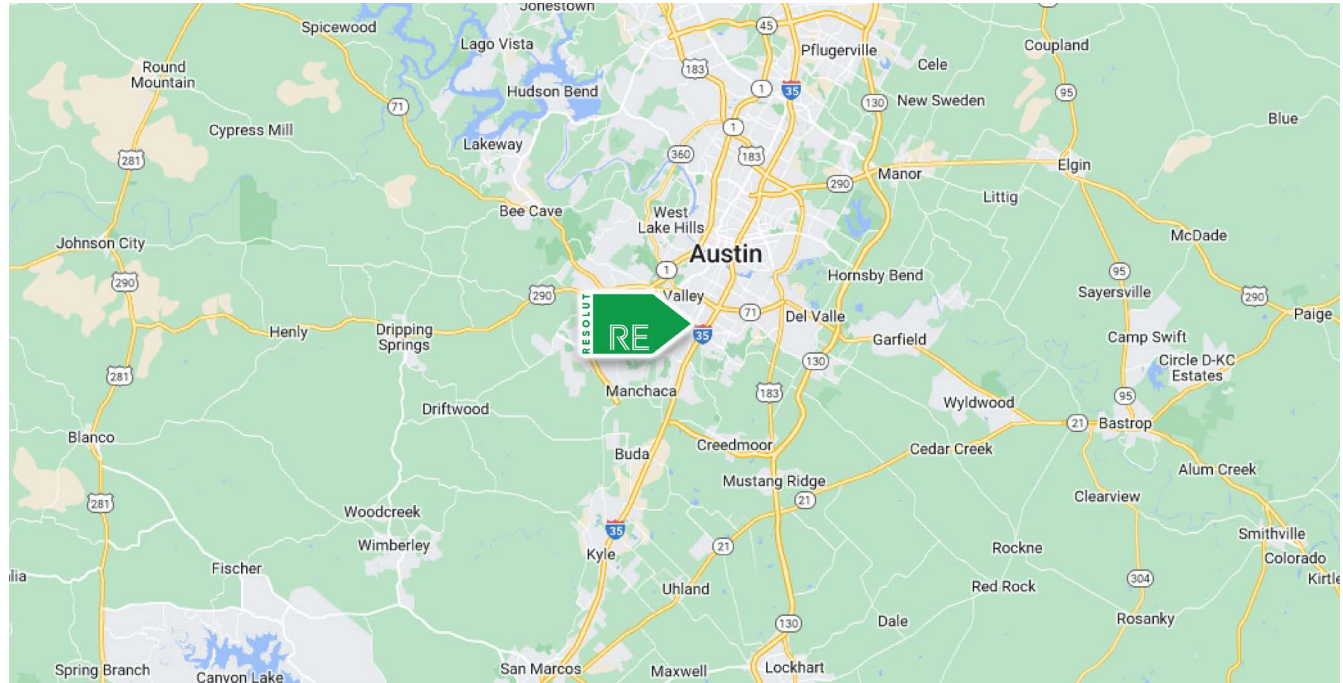 Jonestown
Spicewood
45
Lago Vista
Pflugerville
Coupland
Round
Mountain
183
Cele
Hudson Bend
1
35
95
71
130
New Sweden
Cypress Mill
Blue
1
Lakeway
281
360
183
Elgin
Manor
290
Littig
Bee Cave
West
Lake Hills
McDade
Johnson City
Austin
1
Hornsby Bend
95
290
290
Valley
Sayersville
290
RESOLUT
RE
71
Del Valle
Paige
Henly
Dripping
Springs
35
Garfield
Camp Swift
130
Circle D-KC
Estates
281
Manchaca
183
95
Driftwood
Wyldwood
21
Bastrop
Blanco
Creedmoor
Cedar Creek
Buda
Alum Creek
Mustang Ridge
281
21
Clearview
Woodcreek
35
Smithville
Wimberley
Kyle
21
Rockne
Colorado
lia
Fischer
304
Kirtle
Uhland
Red Rock
130
Dale
Rosanky
Spring Branch
San Marcos
Maxwell
Lockhart
Canyon Lake